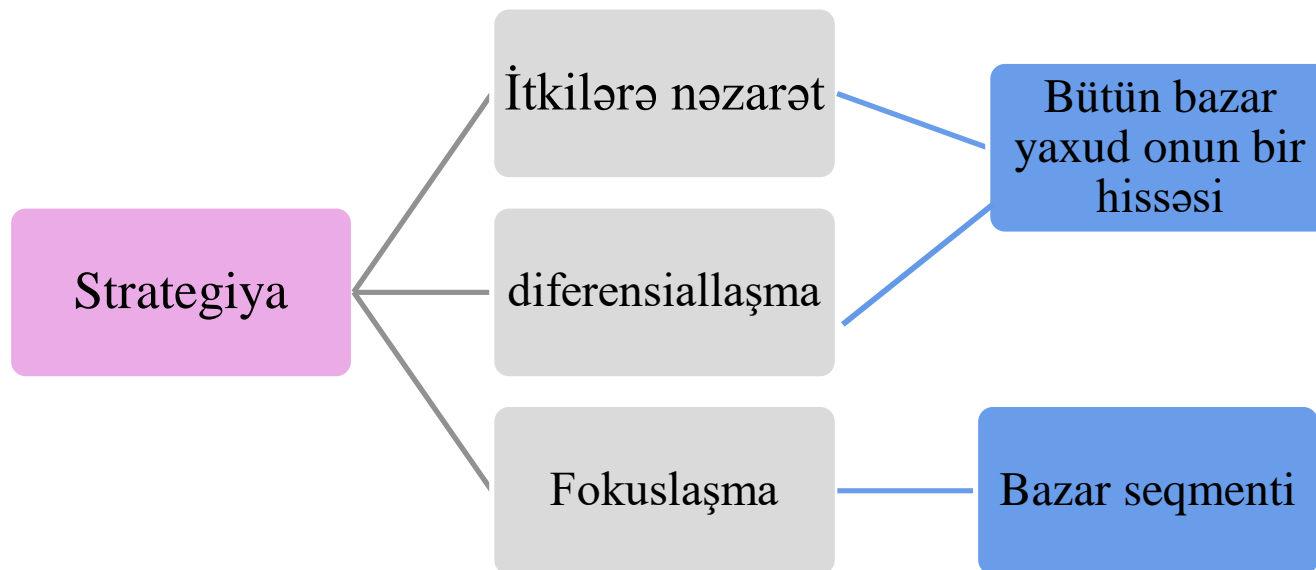 İtkilərə nəzarət
Bütün bazar
yaxud onun bir
hissəsi
Strategiya
diferensiallaşma
Fokuslaşma
Bazar seqmenti